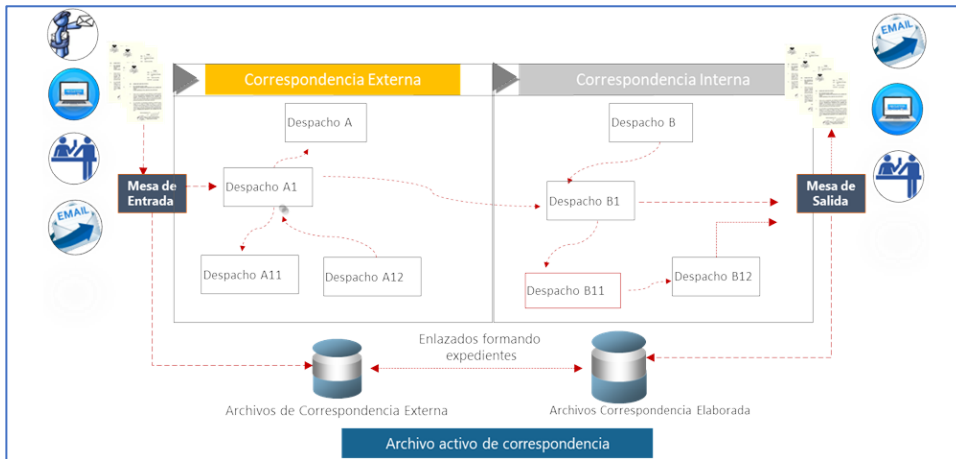 EMAIL
Correspondencia Externa
Correspondencia Interna
Despacho A
Despacho B
Mesa de
Entrada
Despacho A1
Despacho B1
Mesa de
Salida
EMAIL
Despacho A11
Despacho A12
Despacho B11
Despacho B12
Enlazados formando
expedientes
Archivos de Correspondencia Externa
Archivos Correspondencia Elaborada
Archivo activo de correspondencia